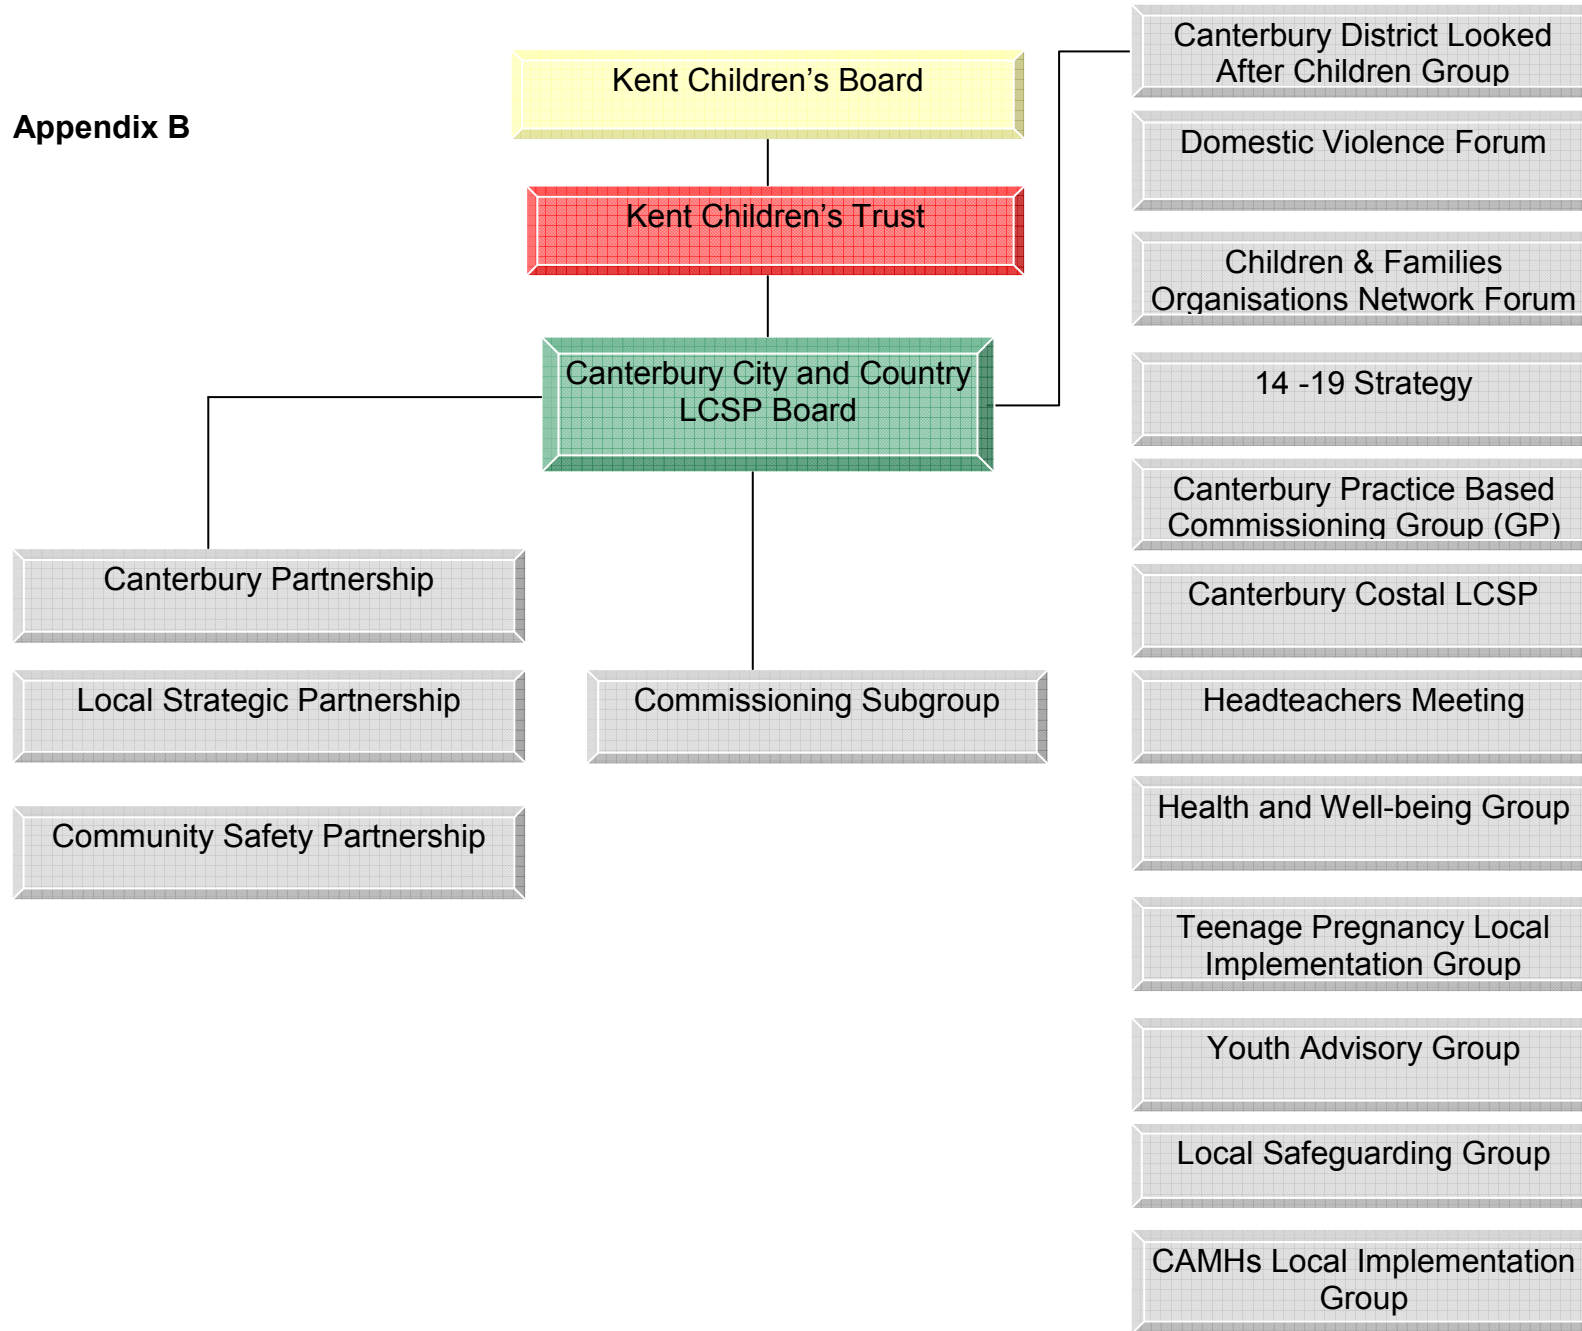 Appendix B
Kent Children’s Board
Kent Children’s Trust
Canterbury City and Country
LCSP Board
Canterbury Partnership
Local Strategic Partnership
Community Safety Partnership
Commissioning Subgroup
Canterbury District Looked
After Children Group
Domestic Violence Forum
Children & Families
Organisations Network Forum
14 -19 Strategy
Canterbury Practice Based
Commissioning Group (GP)
Canterbury Costal LCSP
Headteachers Meeting
Health and Well-being Group
Teenage Pregnancy Local
Implementation Group
Youth Advisory Group
Local Safeguarding Group
CAMHs Local Implementation
Group